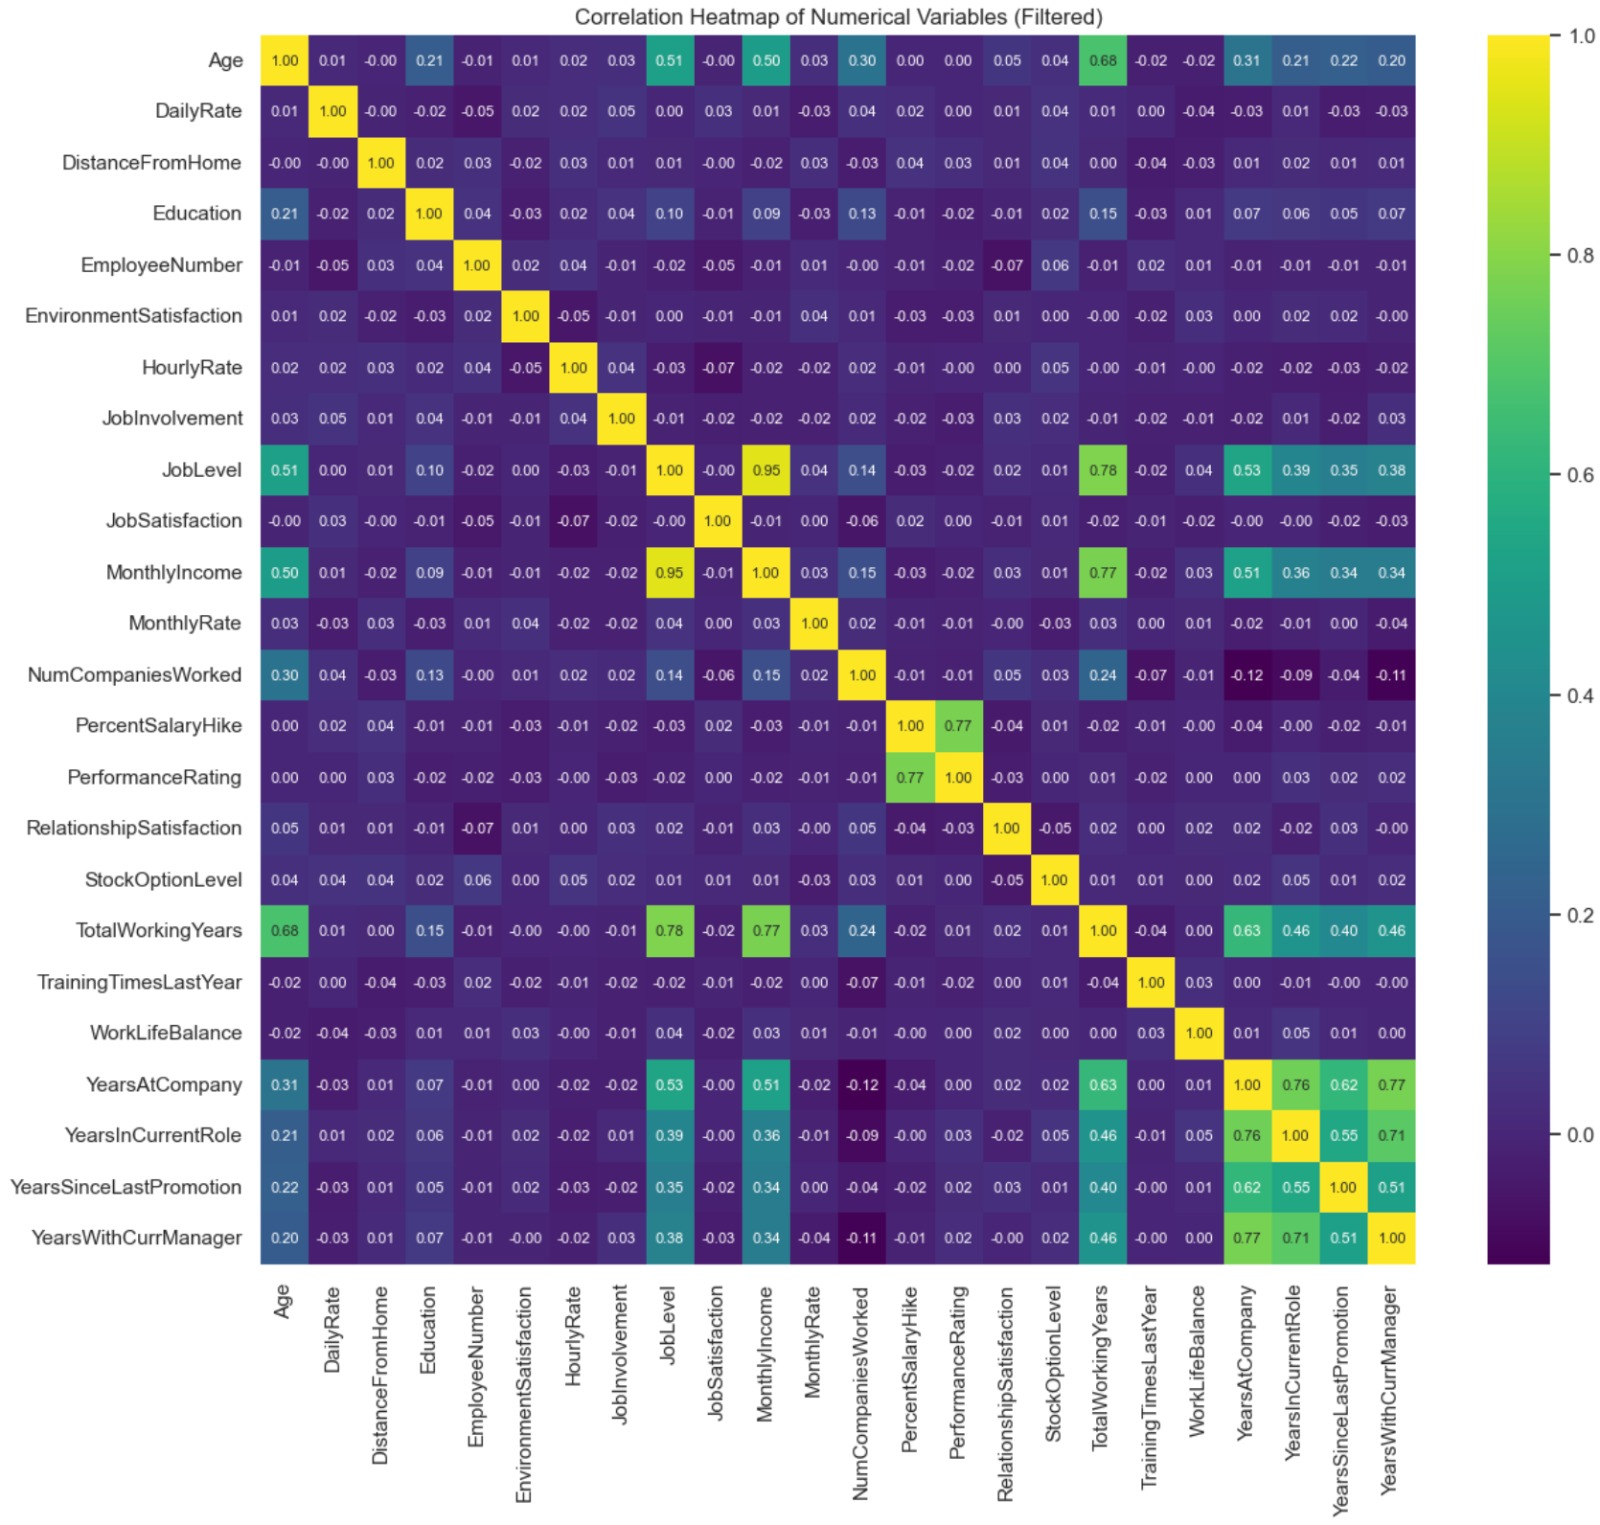 Correlation Heatmap of Numerical Variables (Filtered)
Age 1.00 0.01 -0.00 0.21 -0.01 0.01 0.02 0.03 0.51 -0.00 0.50 0.03 0.30 0.00 0.00 0.05 0.04 0.68 -0.02 -0.02 0.31 0.21 0.22 0.20
DailyRate 0.01 1.00 -0.00 -0.02 -0.05 0.02 0.02 0.05 0.00 0.03 0.01 -0.03 0.04 0.02 0.00 0.01 0.04 0.01 0.00 -0.04 -0.03 0.01 -0.03 -0.03
DistanceFromHome -0.00 -0.00 1.00 0.02 0.03 -0.02 0.03 0.01 0.01 -0.00 -0.02 0.03 -0.03 0.04 0.03 0.01 0.04 0.00 -0.04 -0.03 0.01 0.02 0.01 0.01
Education 0.21 -0.02 0.02 1.00 0.04 -0.03 0.02 0.04 0.10 -0.01 0.09 -0.03 0.13 -0.01 -0.02 -0.01 0.02 0.15 -0.03 0.01 0.07 0.06 0.05 0.07
EmployeeNumber -0.01 -0.05 0.03 0.04 1.00 0.02 0.04 -0.01 -0.02 -0.05 -0.01 0.01 -0.00 -0.01 -0.02 -0.07 0.06 -0.01 0.02 0.01 -0.01 -0.01 -0.01 -0.01
EnvironmentSatisfaction 0.01 0.02 -0.02 -0.03 0.02 1.00 -0.05 -0.01 0.00 -0.01 -0.01 0.04 0.01 -0.03 -0.03 0.01 0.00 -0.00 -0.02 0.03 0.00 0.02 0.02 -0.00
HourlyRate 0.02 0.02 0.03 0.02 0.04 -0.05 1.00 0.04 -0.03 -0.07 -0.02 -0.02 0.02 -0.01 -0.00 0.00 0.05 -0.00 -0.01 -0.00 -0.02 -0.02 -0.03 -0.02
JobInvolvement 0.03 0.05 0.01 0.04 -0.01 -0.01 0.04 1.00 -0.01 -0.02 -0.02 -0.02 0.02 -0.02 -0.03 0.03 0.02 -0.01 -0.02 -0.01 -0.02 0.01 -0.02 0.03
JobLevel 0.51 0.00 0.01 0.10 -0.02 0.00 -0.03 -0.01 1.00 -0.00 0.95 0.04 0.14 -0.03 -0.02 0.02 0.01 0.78 -0.02 0.04 0.53 0.39 0.35 0.38
JobSatisfaction -0.00 0.03 -0.00 -0.01 -0.05 -0.01 -0.07 -0.02 -0.00 1.00 -0.01 0.00 -0.06 0.02 0.00 -0.01 0.01 -0.02 -0.01 -0.02 -0.00 -0.00 -0.02 -0.03
MonthlyIncome 0.50 0.01 -0.02 0.09 -0.01 -0.01 -0.02 -0.02 0.95 -0.01 1.00 0.03 0.15 -0.03 -0.02 0.03 0.01 0.77 -0.02 0.03 0.51 0.36 0.34 0.34
MonthlyRate 0.03 -0.03 0.03 -0.03 0.01 0.04 -0.02 -0.02 0.04 0.00 0.03 1.00 0.02 -0.01 -0.01 -0.00 -0.03 0.03 0.00 0.01 -0.02 -0.01 0.00 -0.04
NumCompaniesWorked 0.30 0.04 -0.03 0.13 -0.00 0.01 0.02 0.02 0.14 -0.06 0.15 0.02 1.00 -0.01 -0.01 0.05 0.03 0.24 -0.07 -0.01 -0.12 -0.09 -0.04 -0.11
PercentSalaryHike 0.00 0.02 0.04 -0.01 -0.01 -0.03 -0.01 -0.02 -0.03 0.02 -0.03 -0.01 -0.01 1.00 0.77 -0.04 0.01 -0.02 -0.01 -0.00 -0.04 -0.00 -0.02 -0.01
PerformanceRating 0.00 0.00 0.03 -0.02 -0.02 -0.03 -0.00 -0.03 -0.02 0.00 -0.02 -0.01 -0.01 0.77 1.00 -0.03 0.00 0.01 -0.02 0.00 0.00 0.03 0.02 0.02
RelationshipSatisfaction 0.05 0.01 0.01 -0.01 -0.07 0.01 0.00 0.03 0.02 -0.01 0.03 -0.00 0.05 -0.04 -0.03 1.00 -0.05 0.02 0.00 0.02 0.02 -0.02 0.03 -0.00
StockOptionLevel 0.04 0.04 0.04 0.02 0.06 0.00 0.05 0.02 0.01 0.01 0.01 -0.03 0.03 0.01 0.00 -0.05 1.00 0.01 0.01 0.00 0.02 0.05 0.01 0.02
TotalWorkingYears 0.68 0.01 0.00 0.15 -0.01 -0.00 -0.00 -0.01 0.78 -0.02 0.77 0.03 0.24 -0.02 0.01 0.02 0.01 1.00 -0.04 0.00 0.63 0.46 0.40 0.46
TrainingTimesLastYear -0.02 0.00 -0.04 -0.03 0.02 -0.02 -0.01 -0.02 -0.02 -0.01 -0.02 0.00 -0.07 -0.01 -0.02 0.00 0.01 -0.04 1.00 0.03 0.00 -0.01 -0.00 -0.00
WorkLifeBalance -0.02 -0.04 -0.03 0.01 0.01 0.03 -0.00 -0.01 0.04 -0.02 0.03 0.01 -0.01 -0.00 0.00 0.02 0.00 0.00 0.03 1.00 0.01 0.05 0.01 0.00
YearsAtCompany 0.31 -0.03 0.01 0.07 -0.01 0.00 -0.02 -0.02 0.53 -0.00 0.51 -0.02 -0.12 -0.04 0.00 0.02 0.02 0.63 0.00 0.01 1.00 0.76 0.62 0.77
YearsInCurrentRole 0.21 0.01 0.02 0.06 -0.01 0.02 -0.02 0.01 0.39 -0.00 0.36 -0.01 -0.09 -0.00 0.03 -0.02 0.05 0.46 -0.01 0.05 0.76 1.00 0.55 0.71
YearsSinceLastPromotion 0.22 -0.03 0.01 0.05 -0.01 0.02 -0.03 -0.02 0.35 -0.02 0.34 0.00 -0.04 -0.02 0.02 0.03 0.01 0.40 -0.00 0.01 0.62 0.55 1.00 0.51
YearsWithCurrManager 0.20 -0.03 0.01 0.07 -0.01 -0.00 -0.02 0.03 0.38 -0.03 0.34 -0.04 -0.11 -0.01 0.02 -0.00 0.02 0.46 -0.00 0.00 0.77 0.71 0.51 1.00
Age
DailyRate
DistanceFromHome
Education
EmployeeNumber
EnvironmentSatisfaction
HourlyRate
JobInvolvement
JobLevel
JobSatisfaction
MonthlyIncome
MonthlyRate
NumCompaniesWorked
PercentSalaryHike
PerformanceRating
RelationshipSatisfaction
StockOptionLevel
TotalWorkingYears
TrainingTimesLastYear
WorkLifeBalance
YearsAtCompany
YearsInCurrentRole
YearsSinceLastPromotion
YearsWithCurrManager
1.0
0.8
0.6
0.4
0.2
0.0